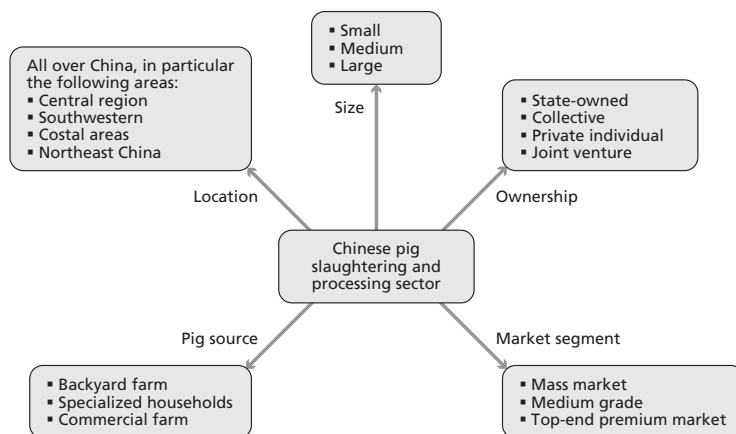 ▪ Small
▪ Medium
▪ Large
All over China, in particular
the following areas:
▪ Central region
▪ Southwestern
▪ Costal areas
▪ Northeast China
▪ State-owned
▪ Collective
▪ Private individual
▪ Joint venture
Size
Location
Ownership
Chinese pig
slaughtering and
processing sector
Pig source
Market segment
▪ Backyard farm
▪ Specialized households
▪ Commercial farm
▪ Mass market
▪ Medium grade
▪ Top-end premium market